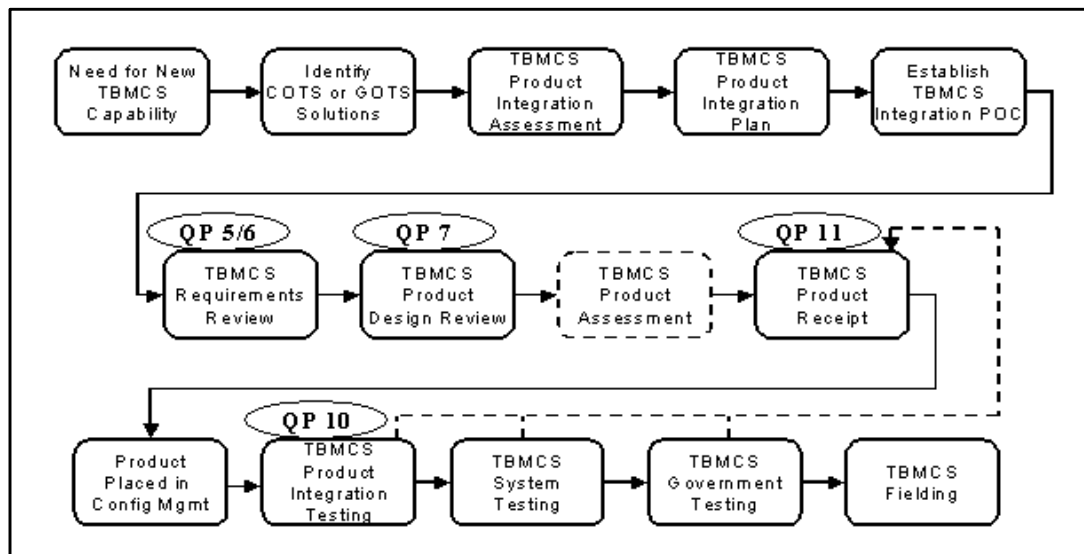 Need for New
TBMCS
Capability
Identify
COTS or GOTS
Solutions
TBMCS
Product
Integration
Assessment
TBMCS
Product
Integration
Plan
Establish
TBMCS
Integration POC
QP 5/6
TBMCS
Requirements
Review
QP 7
TBMCS
Product
Design Review
TBMCS
Product
Assessment
QP 11
TBMCS
Product
Receipt
Product
Placed in
Config Mgmt
QP 10
TBMCS
Product
Integration
Testing
TBMCS
System
Testing
TBMCS
Government
Testing
TBMCS
Fielding